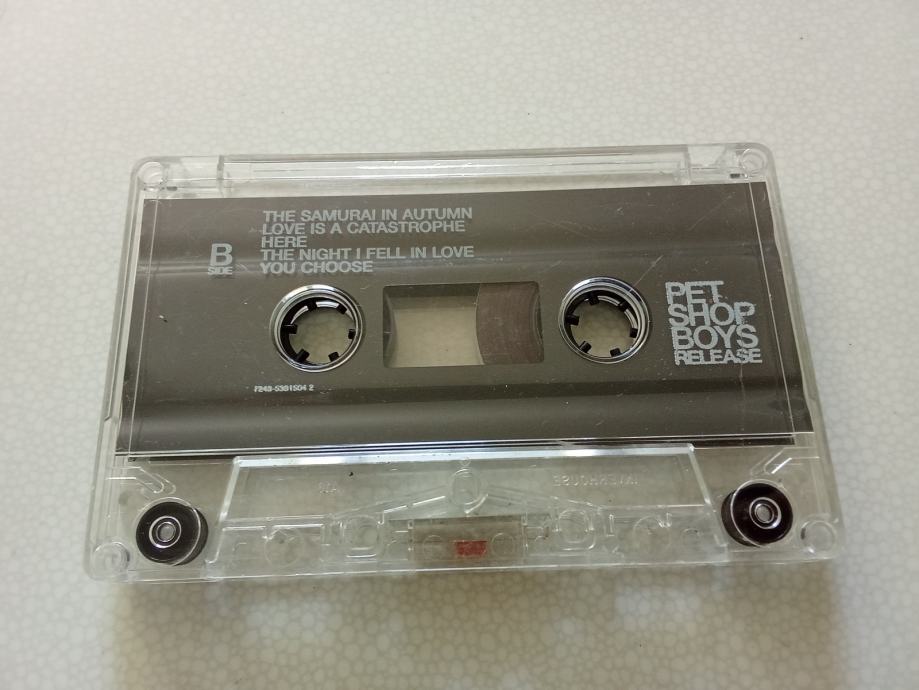 THE SAMURAI IN AUTUMN
LOVE IS A CATASTROPHE
HERE
THE NIGHT I FELL IN LOVE
YOU CHOOSE
B
SIDE
PET
SHOP
BOYS
RELEASE